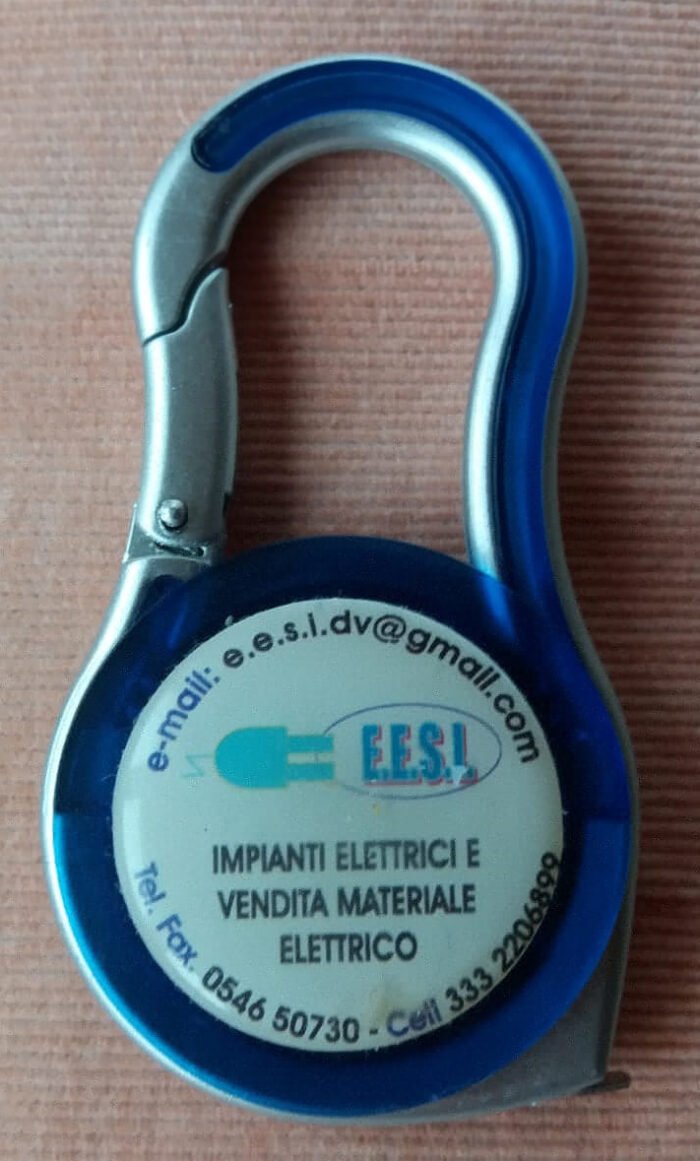 e-mail: e.e.s.i.dv@gmail.com
E.E.S.I.
IMPIANTI ELETTRICI E
VENDITA MATERIALE
ELETTRICO
Tel. Fax. 0546 50730 - Cell 333 2206899